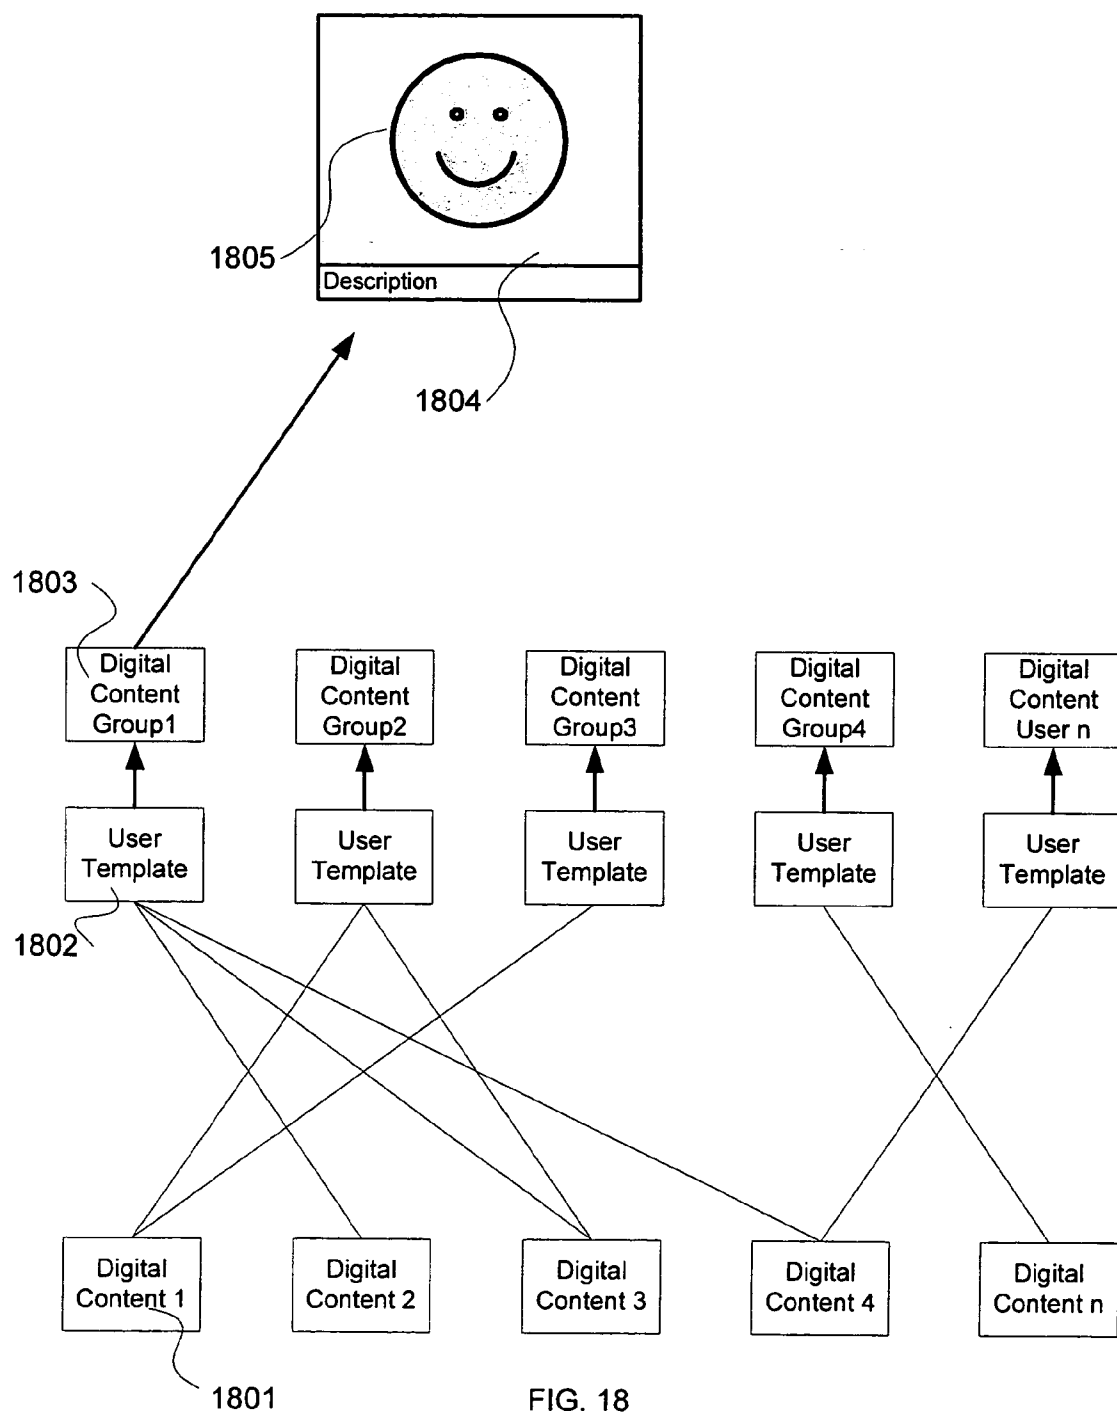 1805
Description
1804
1803
Digital
Content
Group1
Digital
Content
Group2
Digital
Content
Group3
Digital
Content
Group4
Digital
Content
User n
User
Template
User
Template
User
Template
User
Template
User
Template
1802
Digital
Content 1
Digital
Content 2
Digital
Content 3
Digital
Content 4
Digital
Content n
1801
FIG. 18